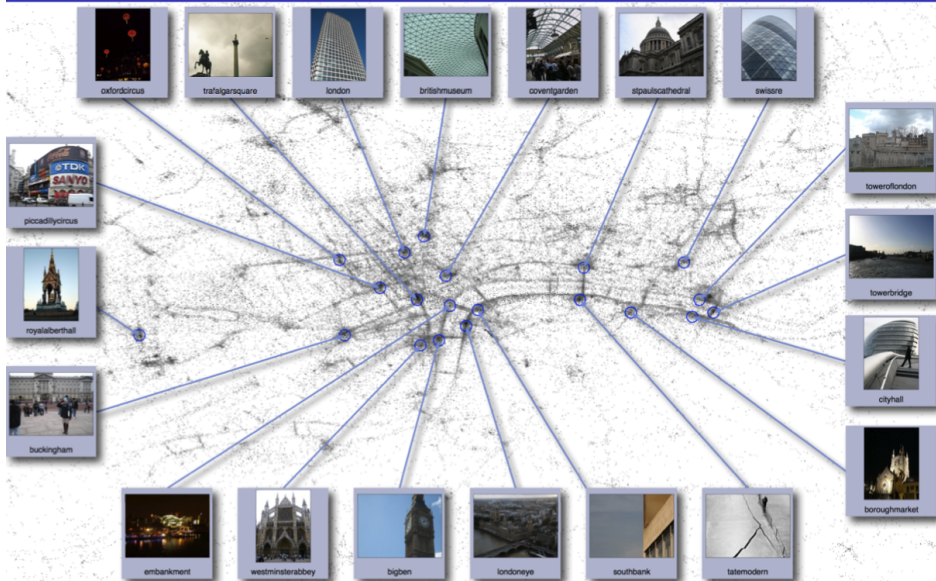 oxfordcircus
trafalgarsquare
london
britishmuseum
coventgarden
stpaulscathedral
swissre
toweroflondon
TDK
SANYO
piccadillycircus
towerbridge
royalalberthall
cityhall
buckingham
boroughmarket
embankment
westminsterabbey
bigben
londoneye
southbank
tatemodern